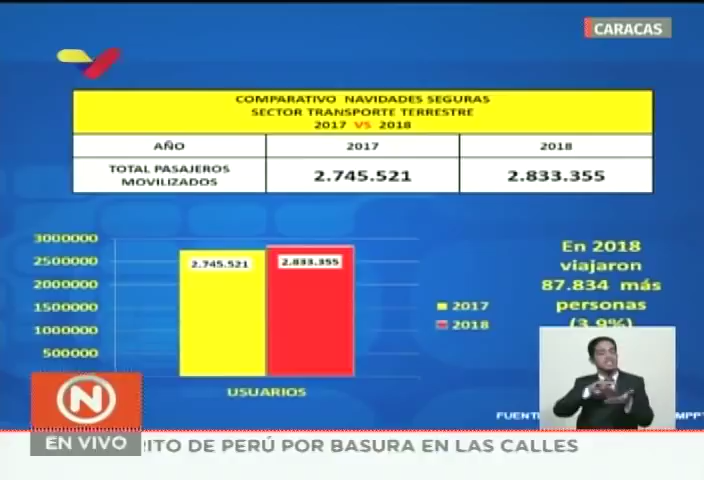 CARACAS
COMPARATIVO NAVIDADES SEGURAS
SECTOR TRANSPORTE TERRESTRE
2017 VS 2018
AÑO 2017 2018
TOTAL PASAJEROS MOVILIZADOS 2.745.521 2.833.355
3000000
2500000
2000000
1500000
1000000
500000
2.745.521 2.833.355
USUARIOS
2017
2018
En 2018
viajaron
87.834 más
personas
(3,9%)
N
EN VIVO
RITO DE PERÚ POR BASURA EN LAS CALLES